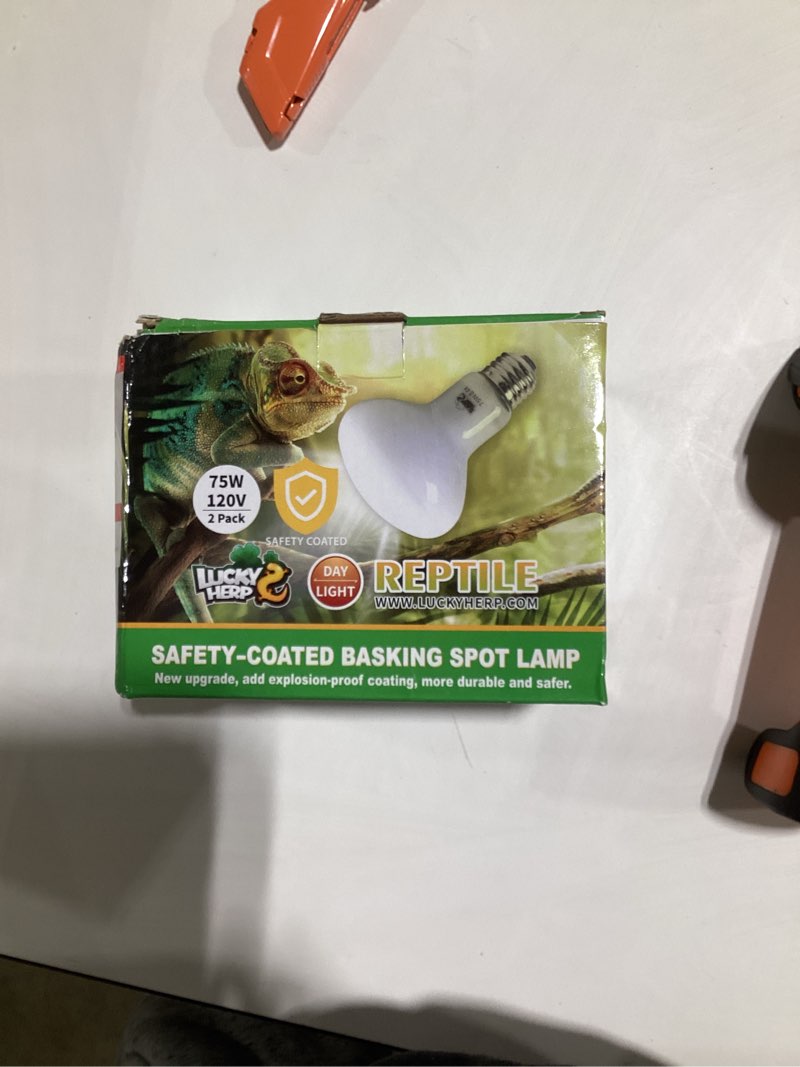 75W
120V
2 Pack
SAFETY COATED
LUCKY
HERP
DAY
LIGHT
REPTILE
WWW.LUCKYHERP.COM
SAFETY-COATED BASKING SPOT LAMP
New upgrade, add explosion-proof coating, more durable and safer.